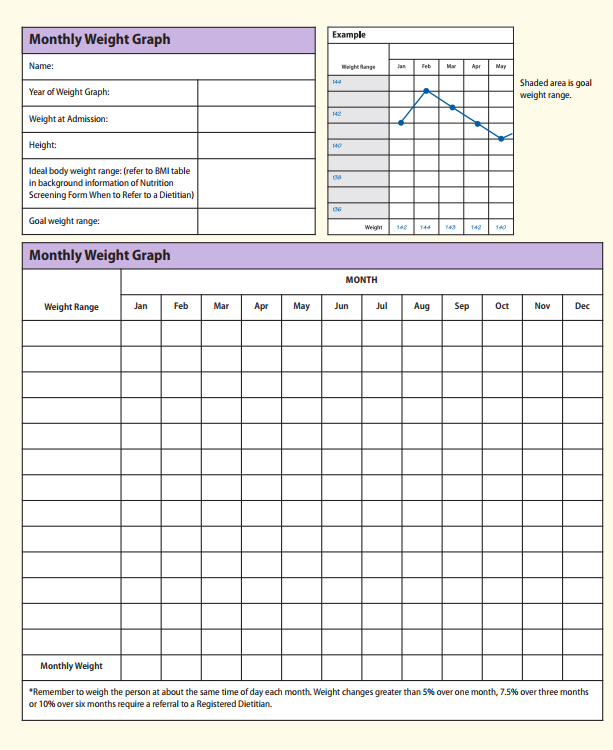 Monthly Weight Graph
Name:
Year of Weight Graph:
Weight at Admission:
Height:
Ideal body weight range: (refer to BMI table
in background information of Nutrition
Screening Form When to Refer to a Dietitian)
Goal weight range:
Example
Weight Range Jan Feb Mar Apr May
144
142
140
138
136
Weight 142 144 143 142 140
Shaded area is goal
weight range.
Monthly Weight Graph
MONTH
Weight Range Jan Feb Mar Apr May Jun Jul Aug Sep Oct Nov Dec
Monthly Weight
*Remember to weigh the person at about the same time of day each month. Weight changes greater than 5% over one month, 7.5% over three months
or 10% over six months require a referral to a Registered Dietitian.